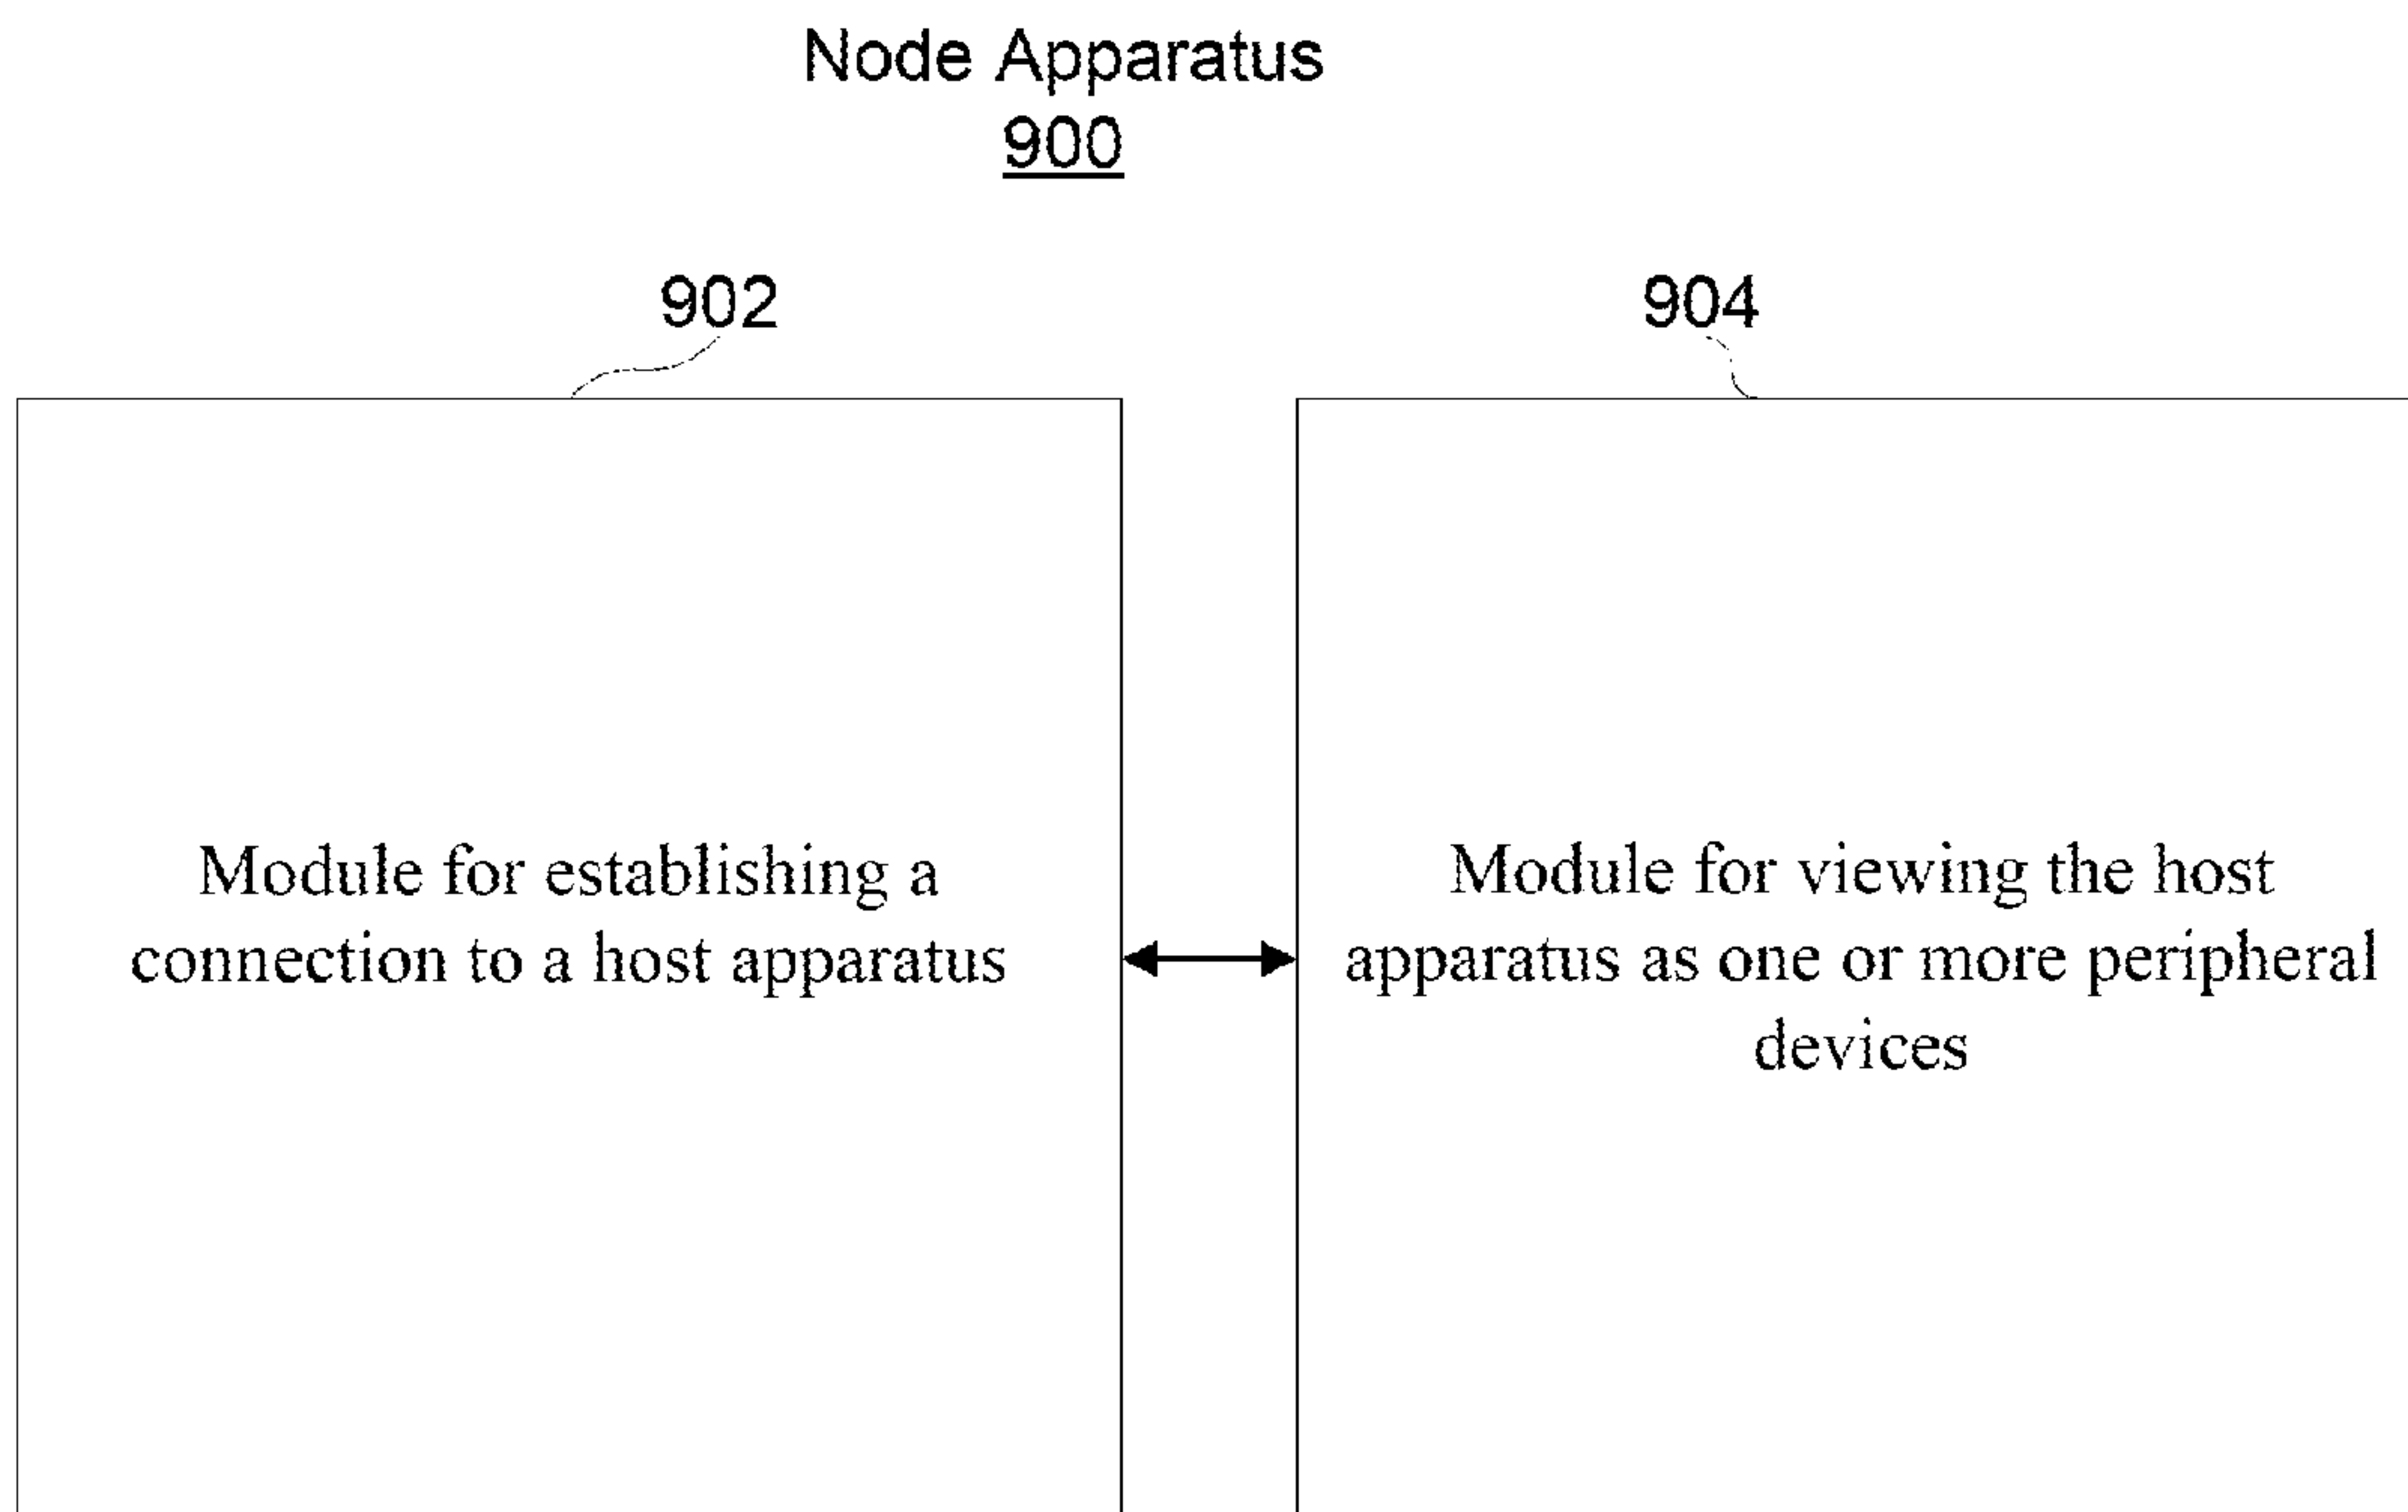 Node Apparatus
900
902
904
Module for establishing a
connection to a host apparatus
Module for viewing the host
apparatus as one or more peripheral
devices